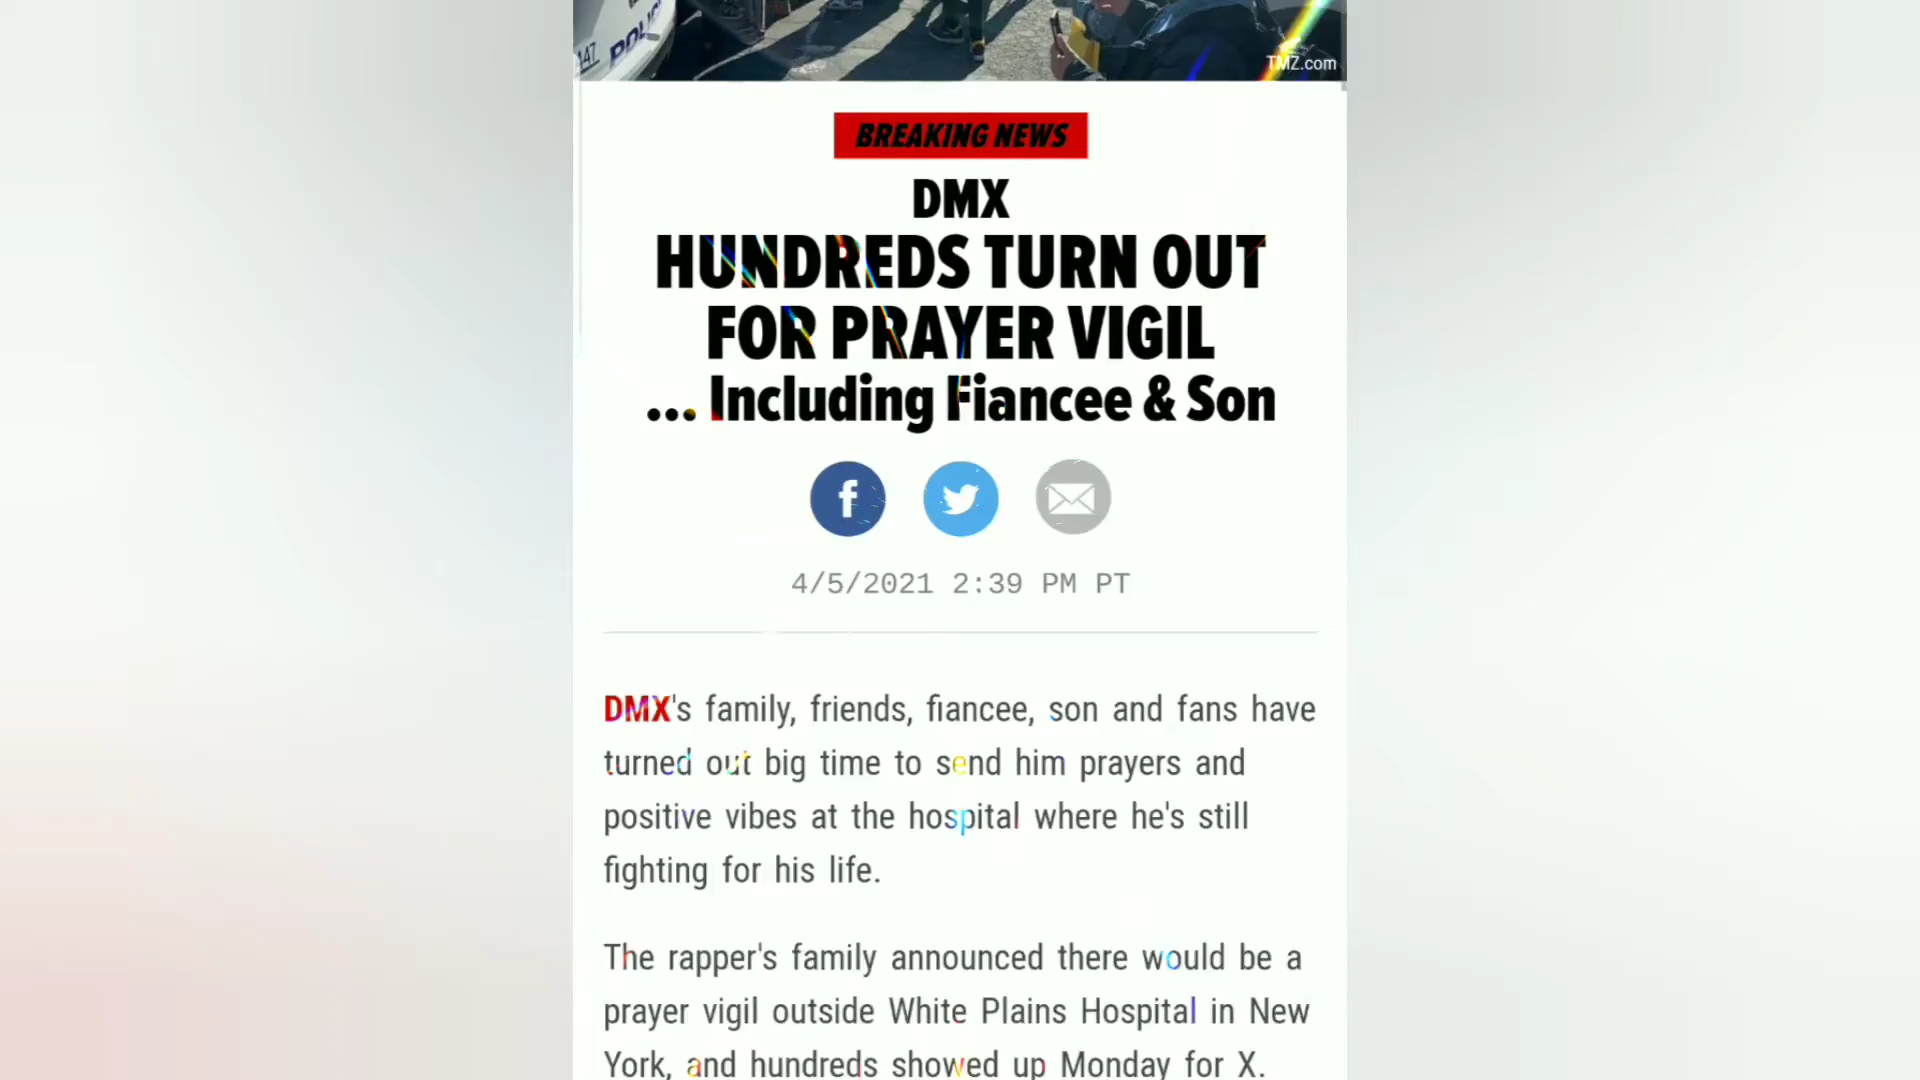 447 POLIC
TMZ.com
BREAKING NEWS
DMX
HUNDREDS TURN OUT
FOR PRAYER VIGIL
... Including Fiancee & Son
4/5/2021 2:39 PM PT
DMX's family, friends, fiancee, son and fans have
turned out big time to send him prayers and
positive vibes at the hospital where he's still
fighting for his life.
The rapper's family announced there would be a
prayer vigil outside White Plains Hospital in New
York, and hundreds showed up Monday for X.